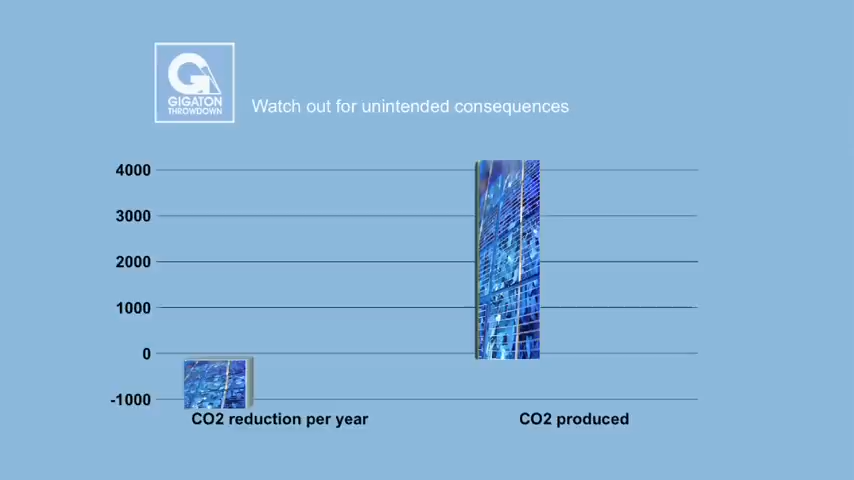 GIGATON
THROWDOWN
Watch out for unintended consequences
4000
3000
2000
1000
0
-1000
CO2 reduction per year
CO2 produced